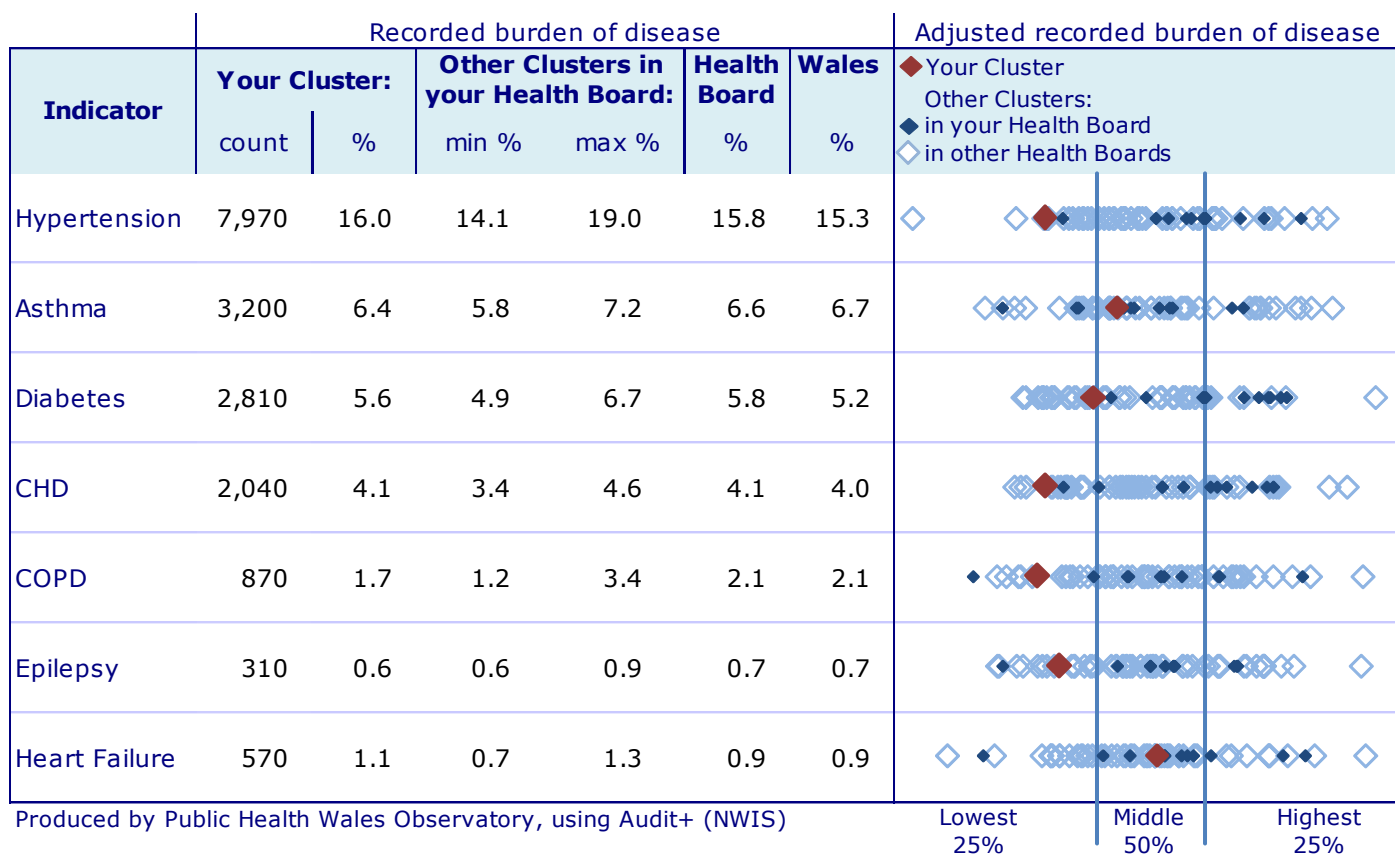 Recorded burden of disease
Adjusted recorded burden of disease
Indicator
Your Cluster:
Other Clusters in
your Health Board:
Health
Board
Wales
count % min % max % % %
Your Cluster
Other Clusters:
in your Health Board
in other Health Boards
Hypertension 7,970 16.0 14.1 19.0 15.8 15.3
Asthma 3,200 6.4 5.8 7.2 6.6 6.7
Diabetes 2,810 5.6 4.9 6.7 5.8 5.2
CHD 2,040 4.1 3.4 4.6 4.1 4.0
COPD 870 1.7 1.2 3.4 2.1 2.1
Epilepsy 310 0.6 0.6 0.9 0.7 0.7
Heart Failure 570 1.1 0.7 1.3 0.9 0.9
Produced by Public Health Wales Observatory, using Audit+ (NWIS)
Lowest
25%
Middle
50%
Highest
25%